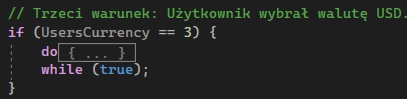 // Trzeci warunek: Użytkownik wybrał walutę USD.
if (UsersCurrency == 3) {
do { ... }
while (true);
}